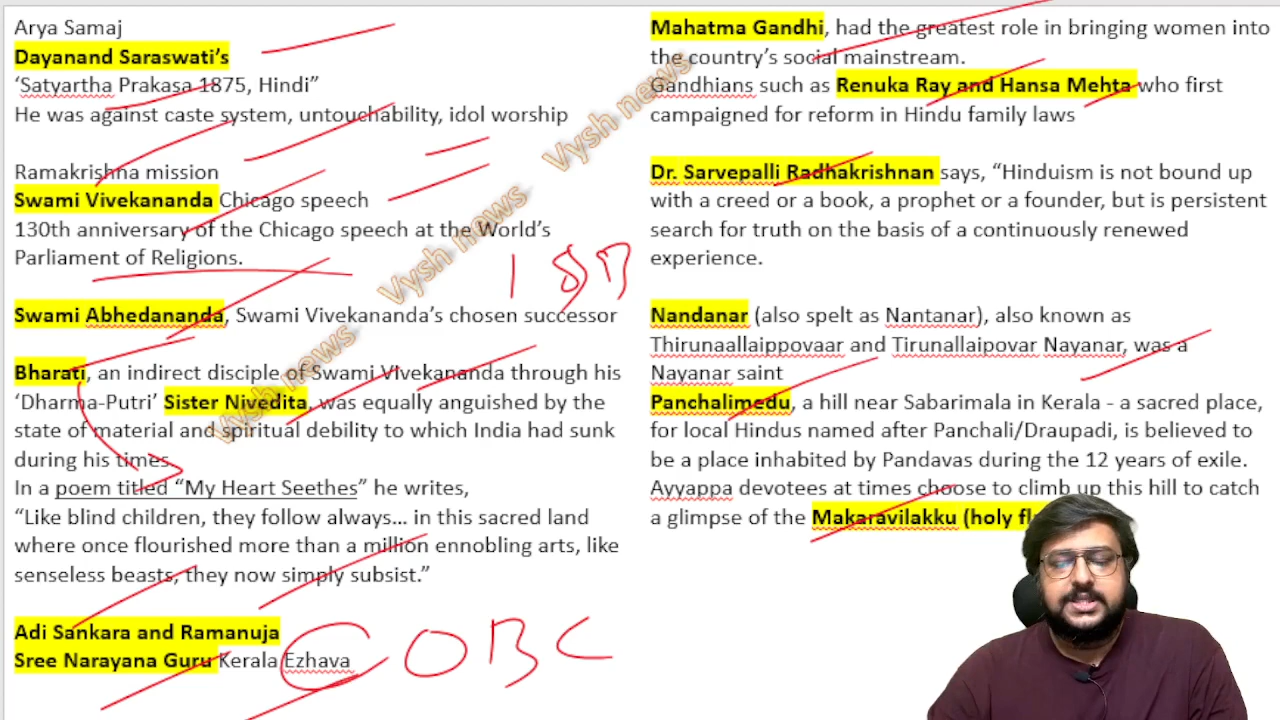 Arya Samaj
Dayanand Saraswati's
'Satyartha Prakasa 1875, Hindi"
He was against caste system, untouchability, idol worship
Ramakrishna mission
Swami Vivekananda Chicago speech
130th anniversary of the Chicago speech at the World's
Parliament of Religions.
Swami Abhedananda, Swami Vivekananda's chosen successor
Bharati, an indirect disciple of Swami Vivekananda through his
'Dharma-Putri' Sister Nivedita, was equally anguished by the
state of material and spiritual debility to which India had sunk
during his times.
In a poem titled "My Heart Seethes" he writes,
"Like blind children, they follow always… in this sacred land
where once flourished more than a million ennobling arts, like
senseless beasts, they now simply subsist."
Adi Sankara and Ramanuja
Sree Narayana Guru Kerala Ezhava
OBC
Mahatma Gandhi, had the greatest role in bringing women into
the country's social mainstream.
Gandhians such as Renuka Ray and Hansa Mehta who first
campaigned for reform in Hindu family laws
Dr. Sarvepalli Radhakrishnan says, "Hinduism is not bound up
with a creed or a book, a prophet or a founder, but is persistent
search for truth on the basis of a continuously renewed
experience.
Nandanar (also spelt as Nantanar), also known as
Thirunaallaippovaar and Tirunallaipovar Nayanar, was a
Nayanar saint
Panchalimedu, a hill near Sabarimala in Kerala - a sacred place,
for local Hindus named after Panchali/Draupadi, is believed to
be a place inhabited by Pandavas during the 12 years of exile.
Ayyappa devotees at times choose to climb up this hill to catch
a glimpse of the Makaravilakku (holy
Vysh news
Vysh news
Vysh news